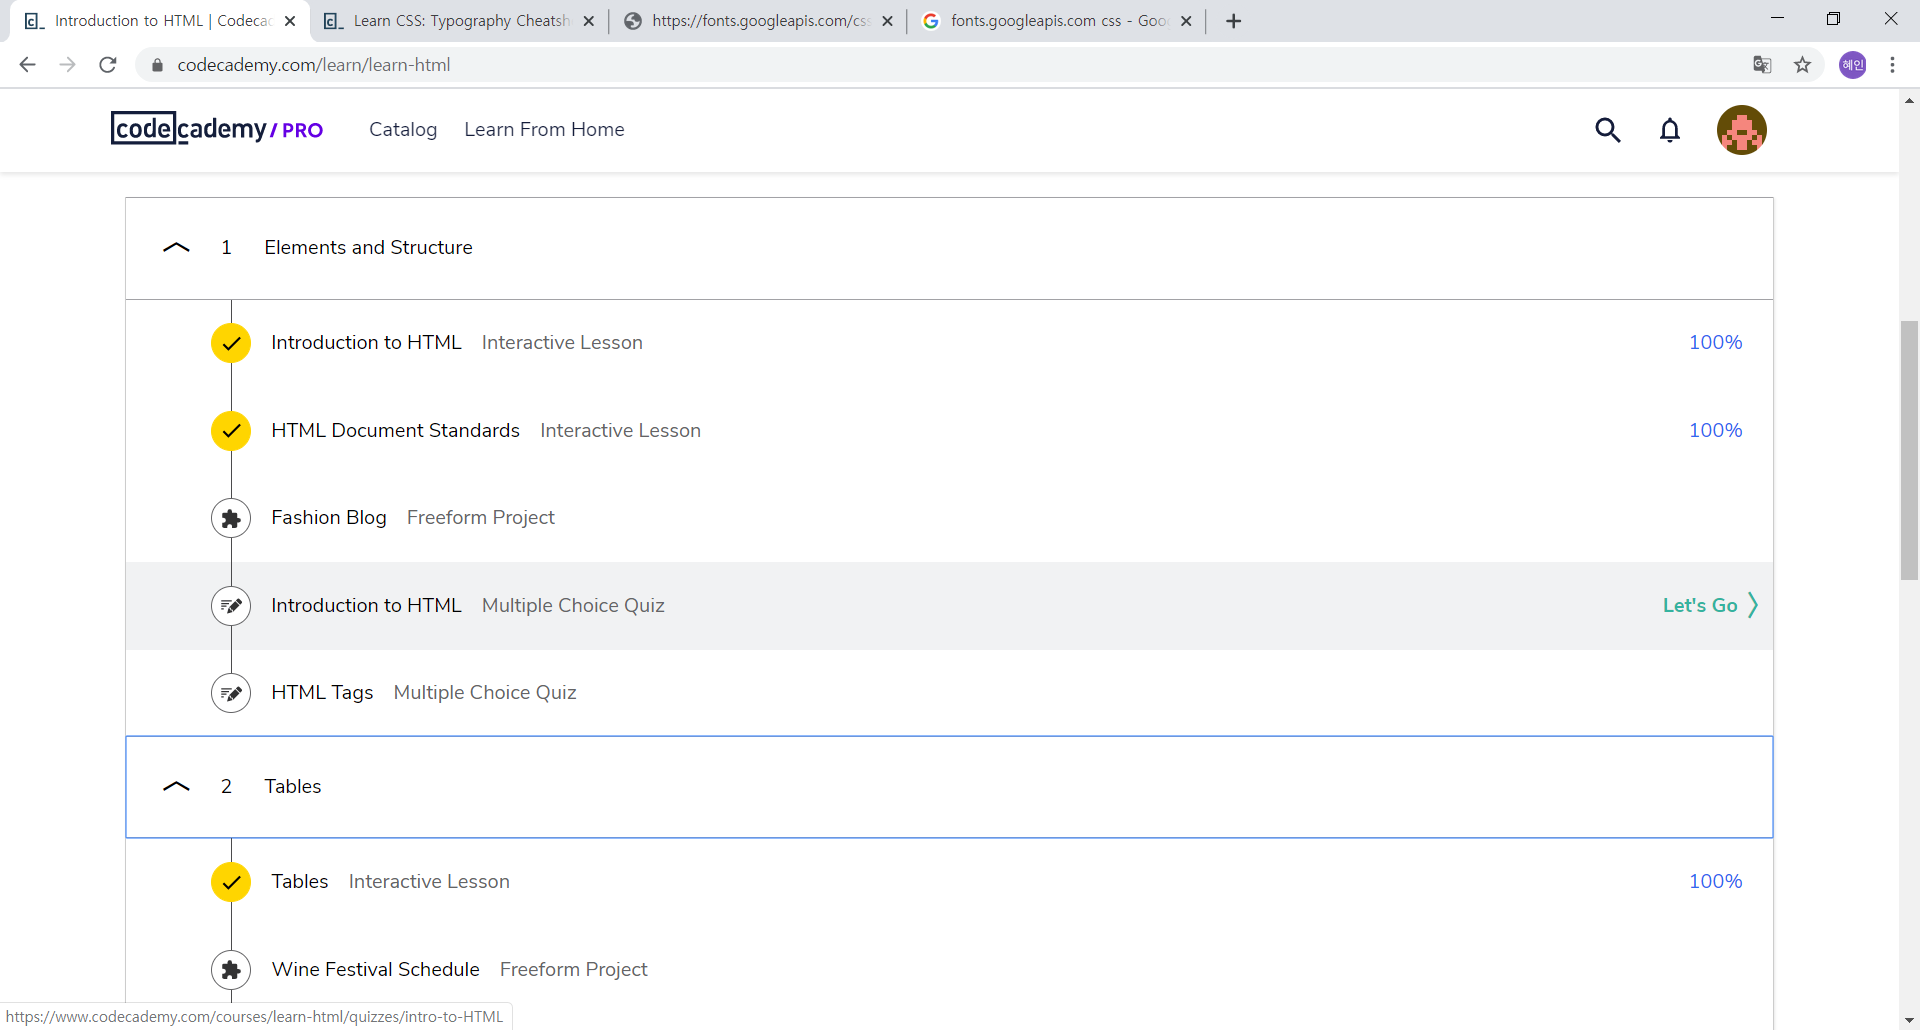 Introduction to HTML | Codecac
Learn CSS: Typography Cheatsh
https://fonts.googleapis.com/css
fonts.googleapis.com css - Goo
codecademy.com/learn/learn-html
혜인
codecademy / PRO
Catalog
Learn From Home
1 Elements and Structure
Introduction to HTML Interactive Lesson 100%
HTML Document Standards Interactive Lesson 100%
Fashion Blog Freeform Project
Introduction to HTML Multiple Choice Quiz Let's Go
HTML Tags Multiple Choice Quiz
2 Tables
Tables Interactive Lesson 100%
Wine Festival Schedule Freeform Project
https://www.codecademy.com/courses/learn-html/quizzes/intro-to-HTML